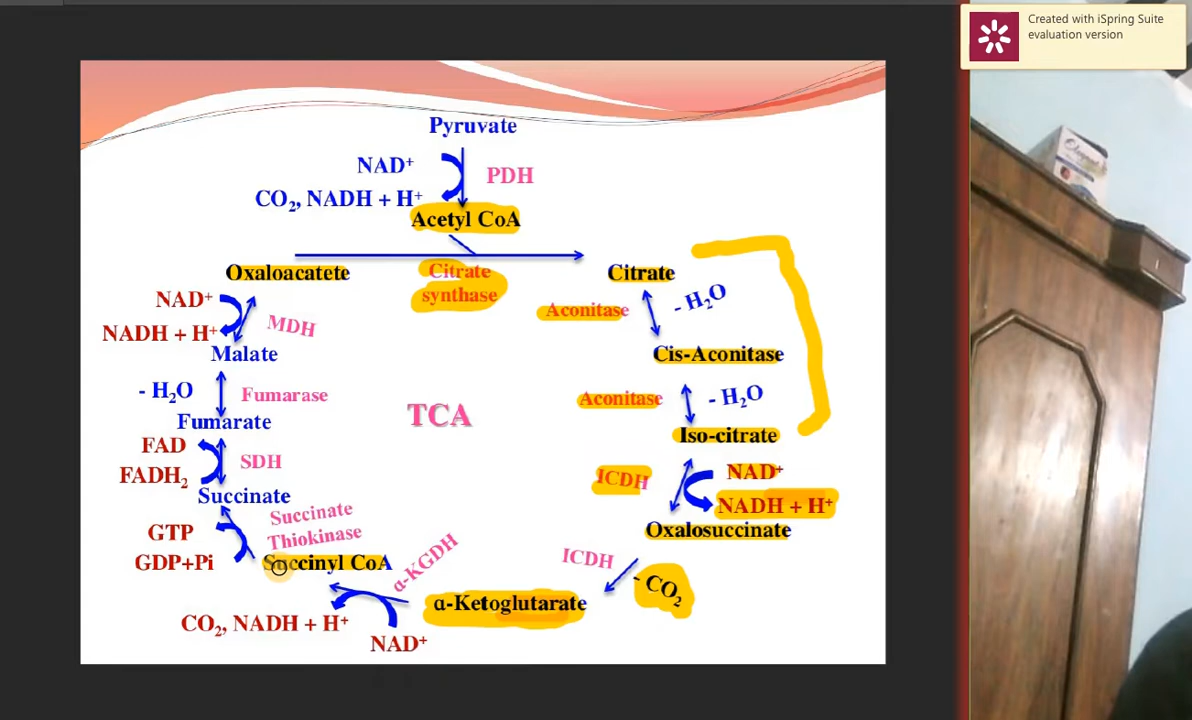 Created with iSpring Suite
evaluation version
Pyruvate
NAD⁺
PDH
CO₂, NADH + H⁺
Acetyl CoA
Oxaloacatete
Citrate
synthase
Citrate
NAD⁺
NADH + H⁺
MDH
Aconitase
- H₂O
Malate
Cis-Aconitase
- H₂O
Fumarase
TCA
Aconitase
- H₂O
Fumarate
Iso-citrate
FAD
FADH₂
SDH
ICDH
NAD⁺
NADH + H⁺
Succinate
Oxalosuccinate
GTP
GDP+Pi
Succinate
Thiokinase
Succinyl CoA
α-KGDH
ICDH
- CO₂
α-Ketoglutarate
CO₂, NADH + H⁺
NAD⁺